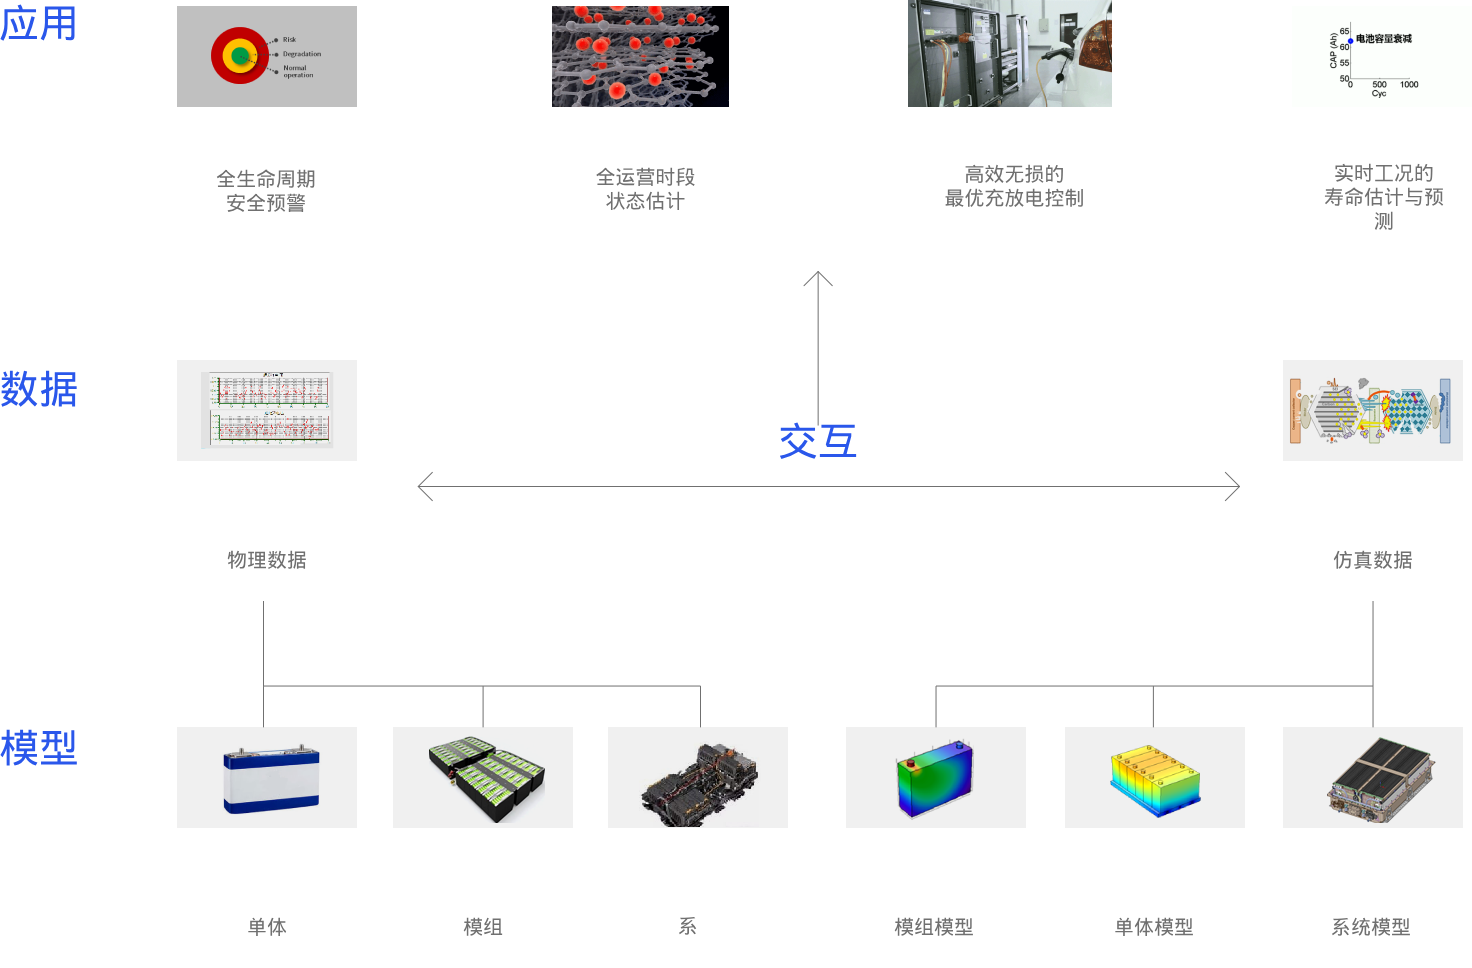 应用
Risk
Degradation
Normal
operation
CAP (Ah)
65
60
55
50
电池容量衰减
0 500 1000
Cyc
全生命周期
安全预警
全运营时段
状态估计
高效无损的
最优充放电控制
实时工况的
寿命估计与预
测
数据
交互
物理数据
仿真数据
模型
单体
模组
系
模组模型
单体模型
系统模型